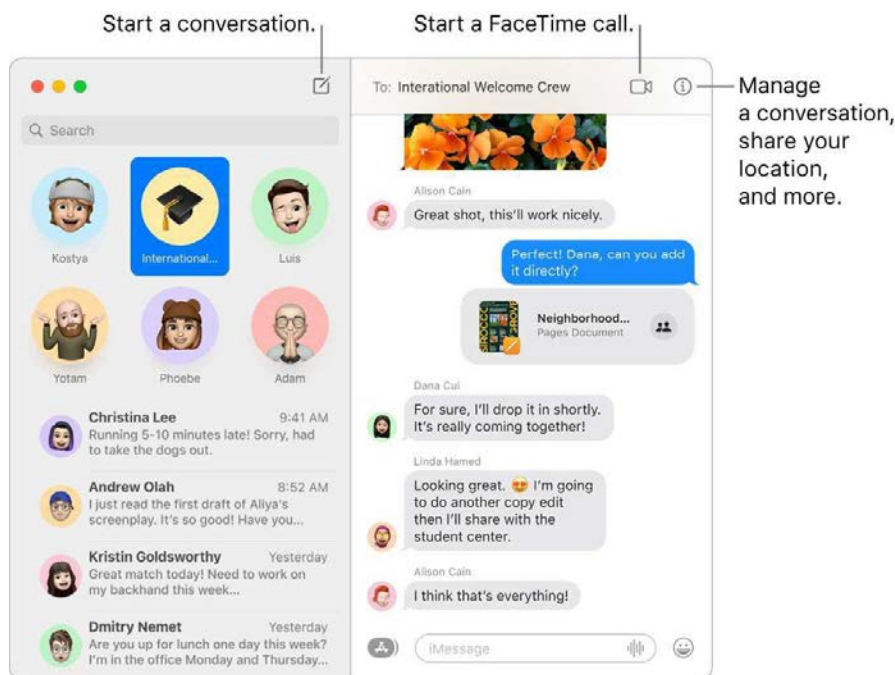 Start a conversation.
Start a FaceTime call.
Manage
a conversation,
share your
location,
and more.
Search
Kostya
International...
Luis
Yotam
Phoebe
Adam
Christina Lee 9:41 AM
Running 5-10 minutes late! Sorry, had
to take the dogs out.
Andrew Olah 8:52 AM
I just read the first draft of Aliya's
screenplay. It's so good! Have you...
Kristin Goldsworthy Yesterday
Great match today! Need to work on
my backhand this week...
Dmitry Nemet Yesterday
Are you up for lunch one day this week?
I'm in the office Monday and Thursday...
To: Interational Welcome Crew
Alison Cain
Great shot, this'll work nicely.
Perfect! Dana, can you add
it directly?
Neighborhood...
Pages Document
Dana Cui
For sure, I'll drop it in shortly.
It's really coming together!
Linda Hamed
Looking great. 😍 I'm going
to do another copy edit
then I'll share with the
student center.
Alison Cain
I think that's everything!
iMessage